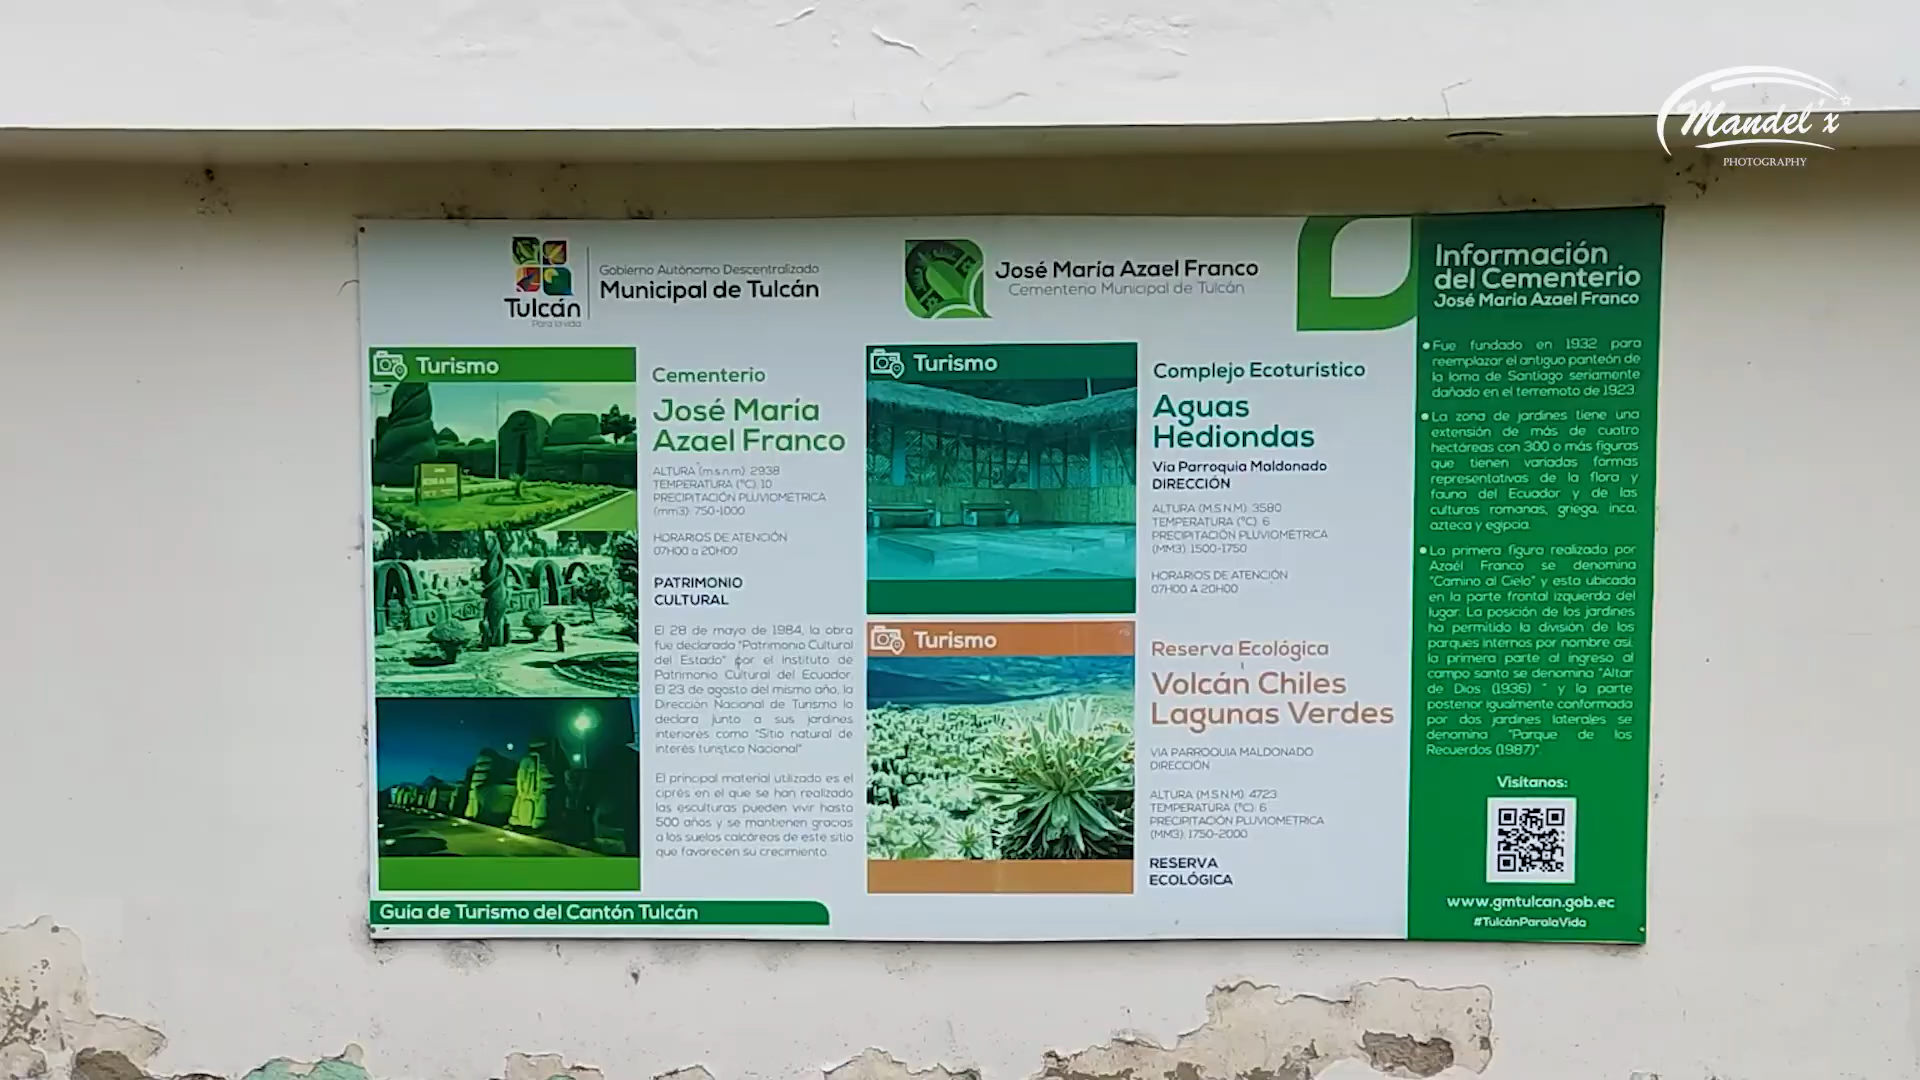 Mandel'x
PHOTOGRAPHY
Tulcán
Para la vida
Gobierno Autónomo Descentralizado
Municipal de Tulcán
José María Azael Franco
Cementerio Municipal de Tulcán
Turismo
Cementerio
José María
Azael Franco
ALTURA (m.s.n.m): 2938
TEMPERATURA (°C): 10
PRECIPITACIÓN PLUVIOMÉTRICA
(mm3): 750-1000
HORARIOS DE ATENCIÓN
07H00 a 20H00
PATRIMONIO
CULTURAL
El 28 de mayo de 1984, la obra
fue declarada "Patrimonio Cultural
del Estado" por el Instituto de
Patrimonio Cultural del Ecuador.
El 23 de agosto del mismo año, la
Dirección Nacional de Turismo lo
declara junto a sus jardines
interiores como "Sitio natural de
interés turístico Nacional"
El principal material utilizado es el
ciprés en el que se han realizado
las esculturas pueden vivir hasta
500 años y se mantienen gracias
a los suelos calcáreos de este sitio
que favorecen su crecimiento.
Guía de Turismo del Cantón Tulcán
Turismo
Complejo Ecoturístico
Aguas
Hediondas
Vía Parroquia Maldonado
DIRECCIÓN
ALTURA (M.S.N.M): 3580
TEMPERATURA (°C): 6
PRECIPITACIÓN PLUVIOMÉTRICA
(MM3): 1500-1750
HORARIOS DE ATENCIÓN
07H00 A 20H00
Turismo
Reserva Ecológica
Volcán Chiles
Lagunas Verdes
VIA PARROQUIA MALDONADO
DIRECCIÓN
ALTURA (M.S.N.M): 4723
TEMPERATURA (°C): 6
PRECIPITACIÓN PLUVIOMÉTRICA
(MM3): 1750-2000
RESERVA
ECOLÓGICA
Información
del Cementerio
José María Azael Franco
Fue fundado en 1932 para
reemplazar el antiguo panteón de
la loma de Santiago seriamente
dañado en el terremoto de 1923.
La zona de jardines tiene una
extensión de más de cuatro
hectáreas con 300 o más figuras
que tienen variadas formas
representativas de la flora y
fauna del Ecuador y de las
culturas romanas, griega, inca,
azteca y egipcia.
La primera figura realizada por
Azaél Franco se denomina
"Camino al Cielo" y esta ubicada
en la parte frontal izquierda del
lugar. La posición de los jardines
ha permitido la división de los
parques internos por nombre así:
la primera parte al ingreso al
campo santo se denomina "Altar
de Dios (1936) " y la parte
posterior igualmente conformada
por dos jardines laterales se
denomina "Parque de los
Recuerdos (1987)".
Visítanos:
www.gmtulcan.gob.ec
#TulcánParalaVida